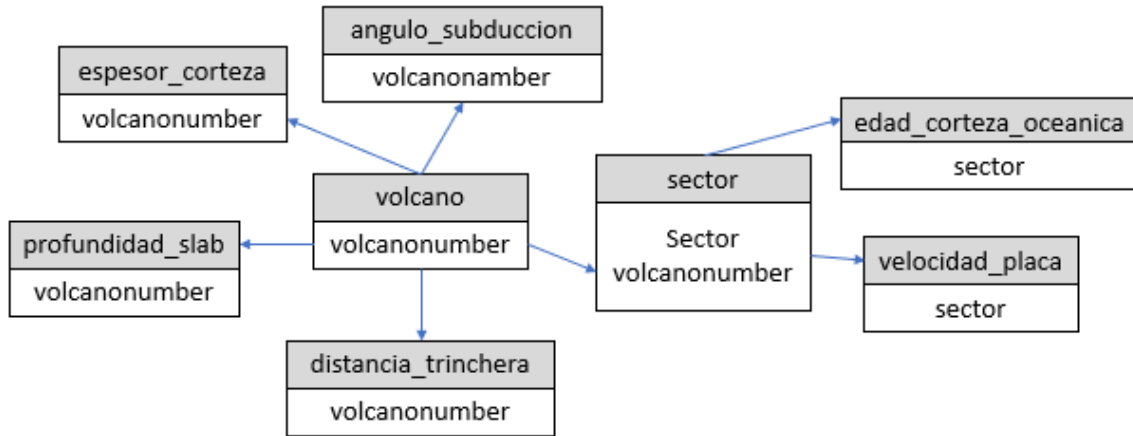 angulo_subduccion
volcanonamber
espesor_corteza
volcanonumber
edad_corteza_oceanica
sector
sector
Sector
volcanonumber
volcano
volcanonumber
profundidad_slab
volcanonumber
velocidad_placa
sector
distancia_trinchera
volcanonumber